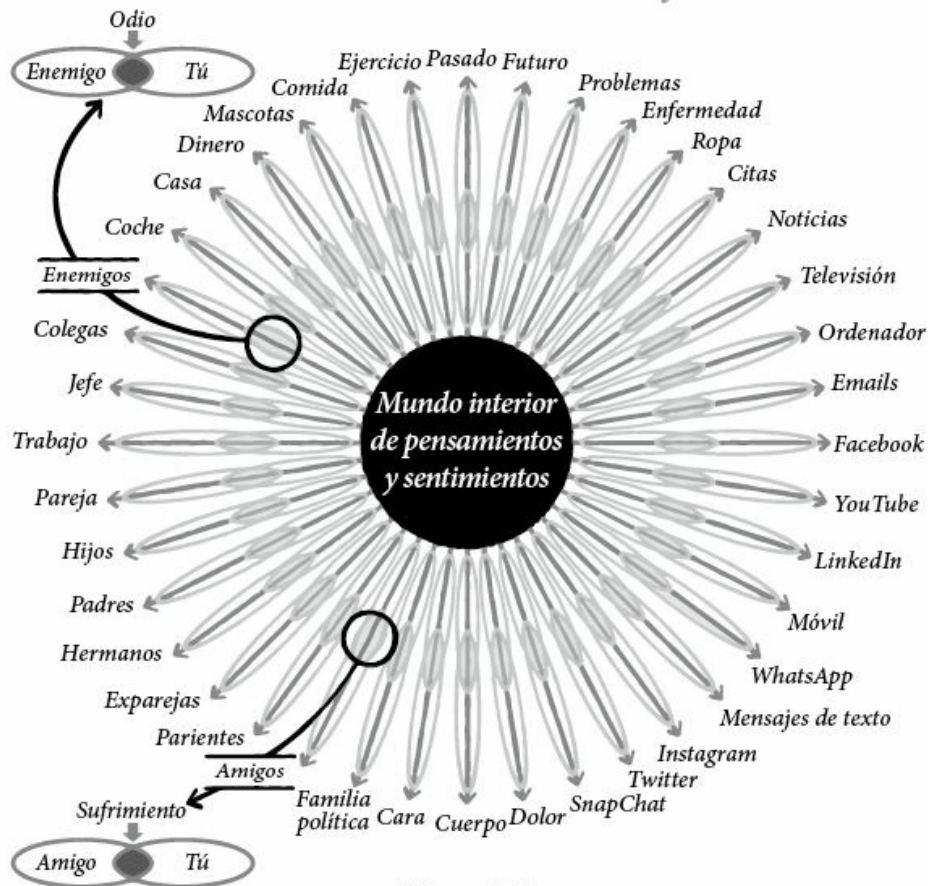 Odio
Enemigo
Tú
Pasado
Futuro
Problemas
Enfermedad
Ropa
Citas
Noticias
Televisión
Ordenador
Emails
Facebook
YouTube
LinkedIn
Móvil
WhatsApp
Mensajes de texto
Instagram
Twitter
SnapChat
Dolor
Cuerpo
Cara
Família
política
Amigos
Parientes
Exparejas
Hermanos
Padres
Hijos
Pareja
Trabajo
Jefe
Colegas
Enemigos
Coche
Casa
Dinero
Mascotas
Comida
Ejercicio
Mundo interior
de pensamientos
y sentimientos
Sufrimiento
Amigo
Tú